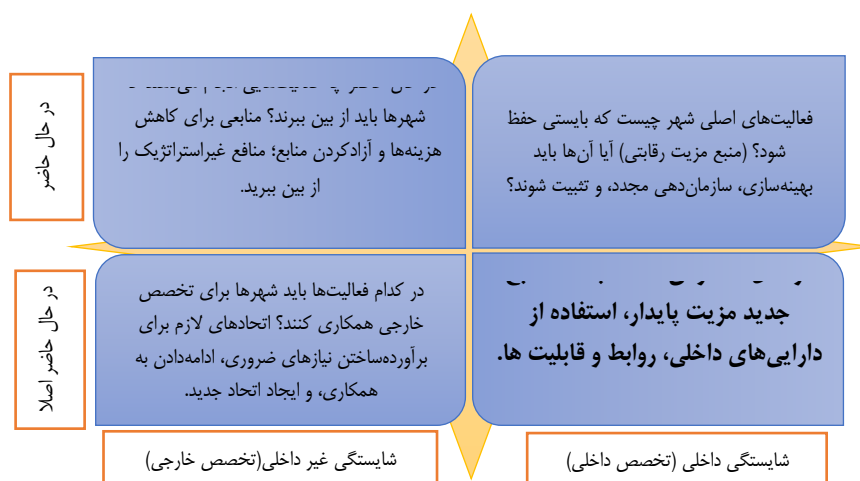 فعالیت‌های اصلی شهر چیست که بایستی حفظ
شود؟ (منبع مزیت رقابتی) آیا آن‌ها باید
بهینه‌سازی، سازمان‌دهی مجدد، و تثبیت شوند؟
شهرها باید از بین ببرند؟ منابعی برای کاهش
هزینه‌ها و آزادکردن منابع؛ منافع غیراستراتژیک را
از بین ببرید.
در حال حاضر
جدید مزیت پایدار، استفاده از
دارایی‌های داخلی، روابط و قابلیت ها.
در کدام فعالیت‌ها باید شهرها برای تخصص
خارجی همکاری کنند؟ اتحادهای لازم برای
برآورده‌ساختن نیازهای ضروری، ادامه‌دادن به
همکاری، و ایجاد اتحاد جدید.
در حال حاضر اصلا
شایستگی داخلی (تخصص داخلی)
شایستگی غیر داخلی(تخصص خارجی)